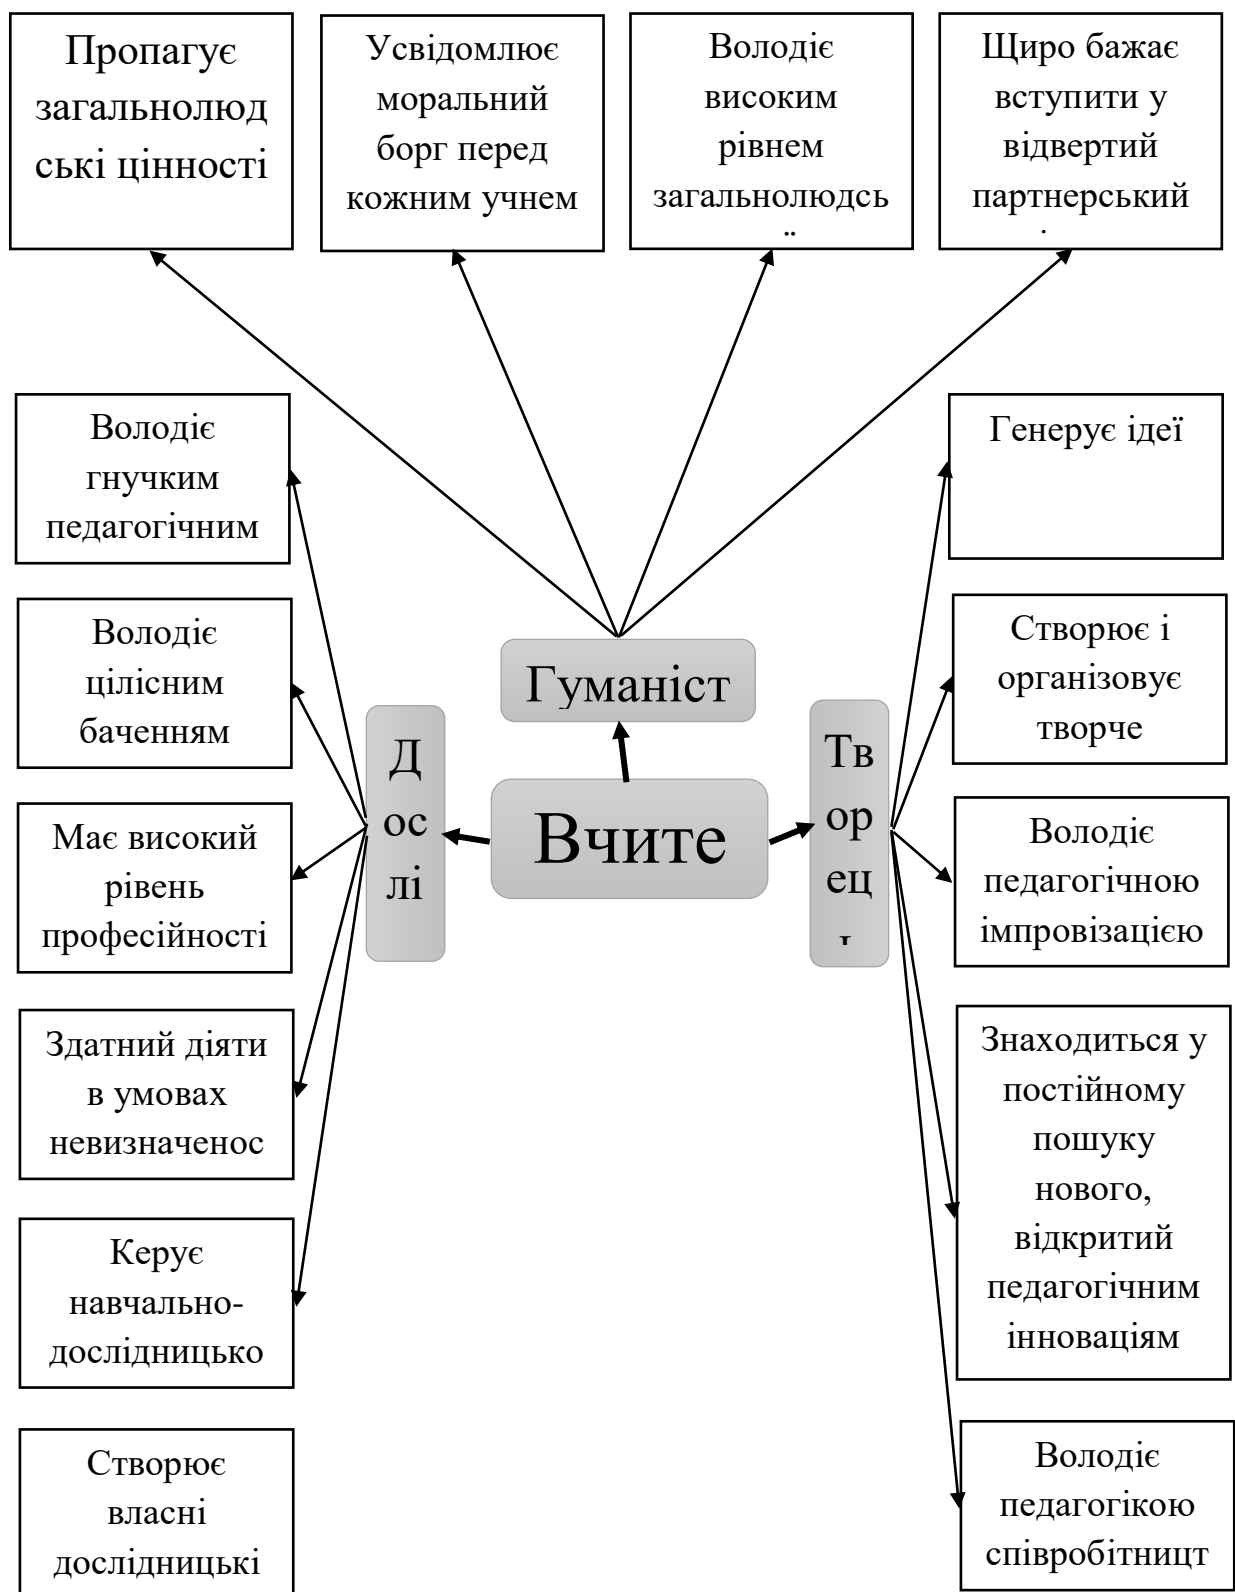 Пропагує
загальнолюд
ські цінності
Усвідомлює
моральний
борг перед
кожним учнем
Володіє
високим
рівнем
загальнолюдсь
Щиро бажає
вступити у
відвертий
партнерський
Володіє
гнучким
педагогічним
Володіє
цілісним
баченням
Має високий
рівень
професійності
Здатний діяти
в умовах
невизначенос
Керує
навчально-
дослідницько
Створює
власні
дослідницькі
Гуманіст
Д
ос
лі
Вчите
Тв
ор
ец
Генерує ідеї
Створює і
організовує
творче
Володіє
педагогічною
імпровізацією
Знаходиться у
постійному
пошуку
нового,
відкритий
педагогічним
інноваціям
Володіє
педагогікою
співробітницт